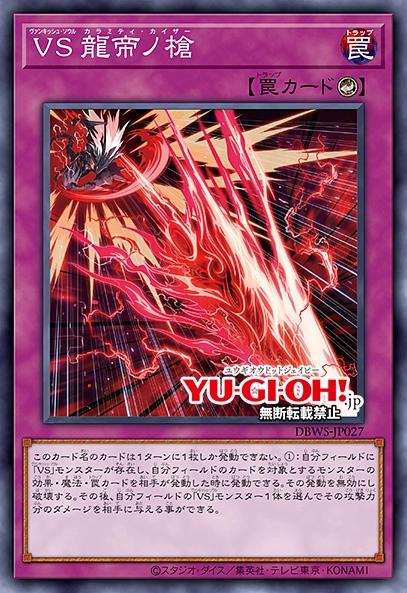 ヴァンキッシュ・ソウル カラミティ・カイザー
VS 龍帝ノ槍
トラップ
罠
トラップ
【罠カード】
ユウギオウドットジェイピー
YU-GI-OH!.jp
無断転載禁止
DBWS-JP027
このカード名のカードは1ターンに1枚しか発動できない。①:自分フィールドに
「VS」モンスターが存在し、自分フィールドのカードを対象とするモンスターの
効果・魔法・罠カードを相手が発動した時に発動できる。その発動を無効にし
破壊する。その後、自分フィールドの「VS」モンスター1体を選んでその攻撃力
分のダメージを相手に与える事ができる。
©スタジオ・ダイス/集英社・テレビ東京・KONAMI